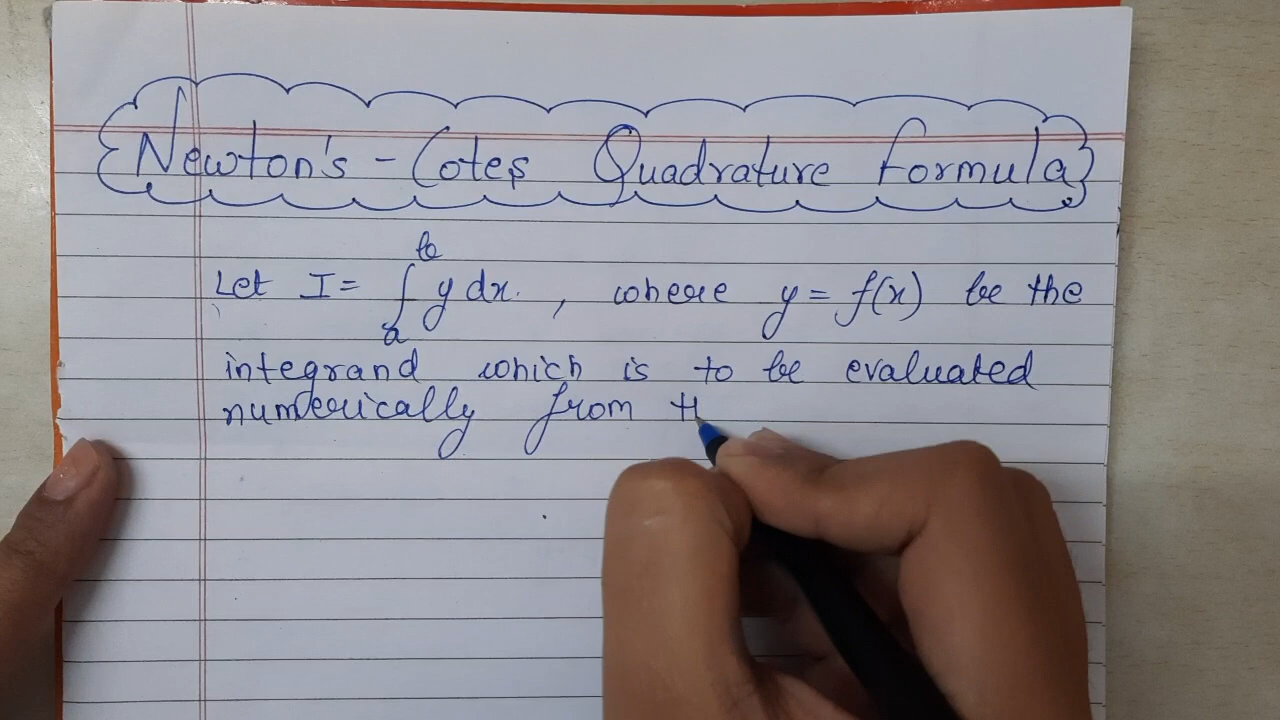 Newton's - Cotes Quadrature formula
Let I = ∫ₐᵇ y dx. , where y = f(x) be the
integrand which is to be evaluated
numerically from t